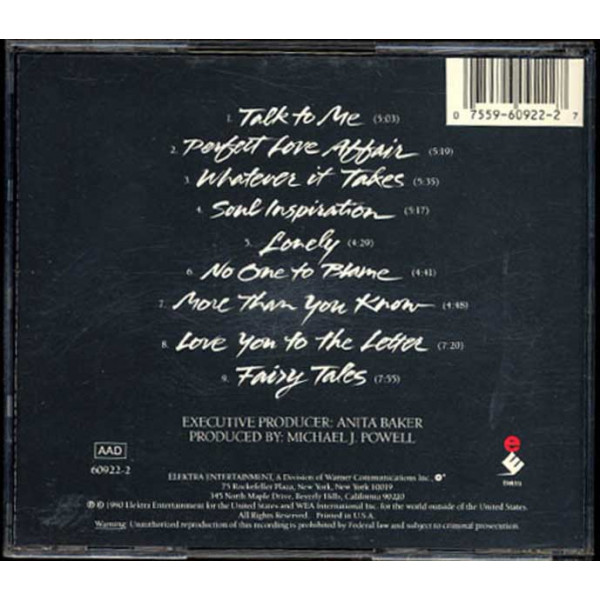 1. Talk to Me (5:03)
2. Perfect Love Affair (5:19)
3. Whatever it Takes (5:35)
4. Soul Inspiration (5:17)
5. Lonely (4:29)
6. No One to Blame (4:41)
7. More Than You Know (4:48)
8. Love You to the Letter (7:20)
9. Fairy Tales (7:55)
0 7559-60922-2 7
EXECUTIVE PRODUCER: ANITA BAKER
PRODUCED BY: MICHAEL J. POWELL
AAD
60922-2
ELEKTRA ENTERTAINMENT, A Division of Warner Communications Inc.,
75 Rockefeller Plaza, New York, New York 10019
345 North Maple Drive, Beverly Hills, California 90210
℗ © 1990 Elektra Entertainment for the United States and WEA International Inc. for the world outside of the United States.
All Rights Reserved. Printed in U.S.A.
Warning: Unauthorized reproduction of this recording is prohibited by Federal law and subject to criminal prosecution.